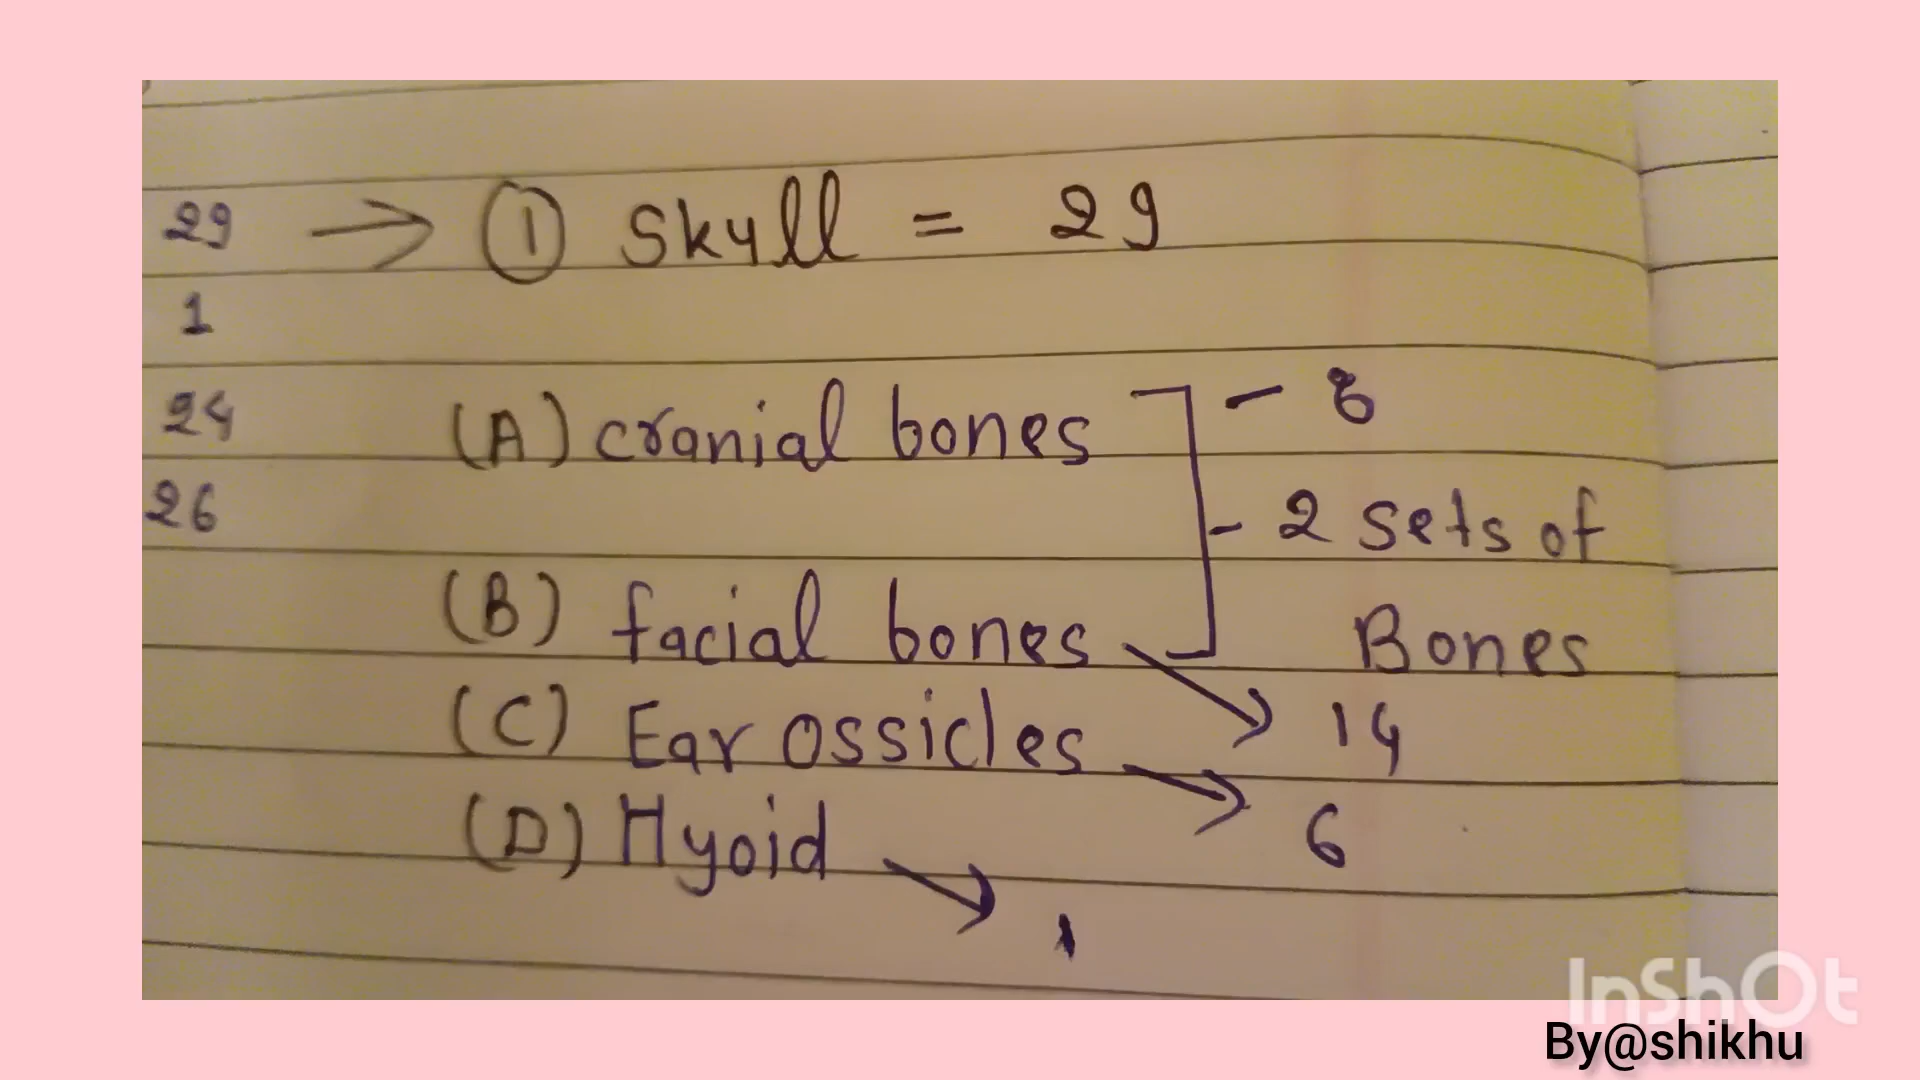 29 → ① Skull = 29
1
24 (A) cranial bones - 8
26 - 2 sets of
Bones
(B) facial bones → 14
(C) Ear ossicles → 6
(D) Hyoid → 1
InShOt
By@shikhu